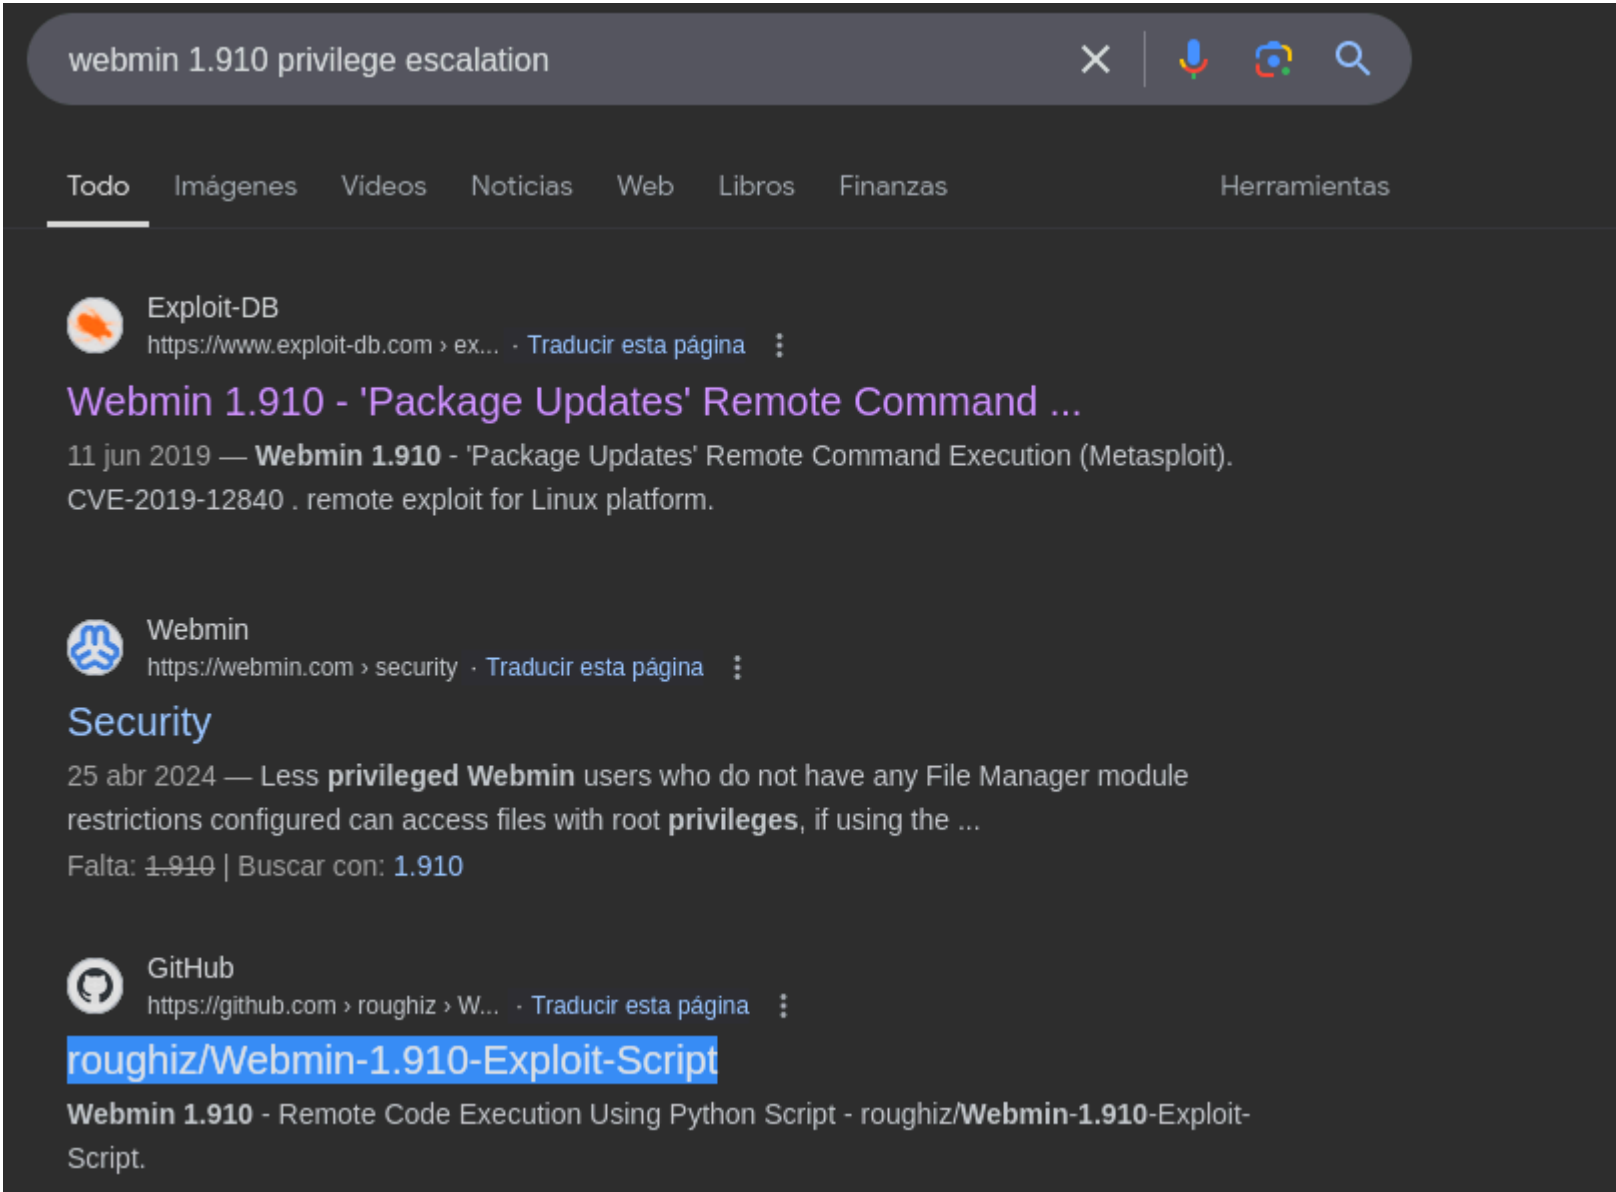 webmin 1.910 privilege escalation
Todo Imágenes Vídeos Noticias Web Libros Finanzas Herramientas
Exploit-DB
https://www.exploit-db.com › ex... · Traducir esta página
Webmin 1.910 - 'Package Updates' Remote Command ...
11 jun 2019 — Webmin 1.910 - 'Package Updates' Remote Command Execution (Metasploit).
CVE-2019-12840 . remote exploit for Linux platform.
Webmin
https://webmin.com › security · Traducir esta página
Security
25 abr 2024 — Less privileged Webmin users who do not have any File Manager module
restrictions configured can access files with root privileges, if using the ...
Falta: 1.910 | Buscar con: 1.910
GitHub
https://github.com › roughiz › W... · Traducir esta página
roughiz/Webmin-1.910-Exploit-Script
Webmin 1.910 - Remote Code Execution Using Python Script - roughiz/Webmin-1.910-Exploit-
Script.